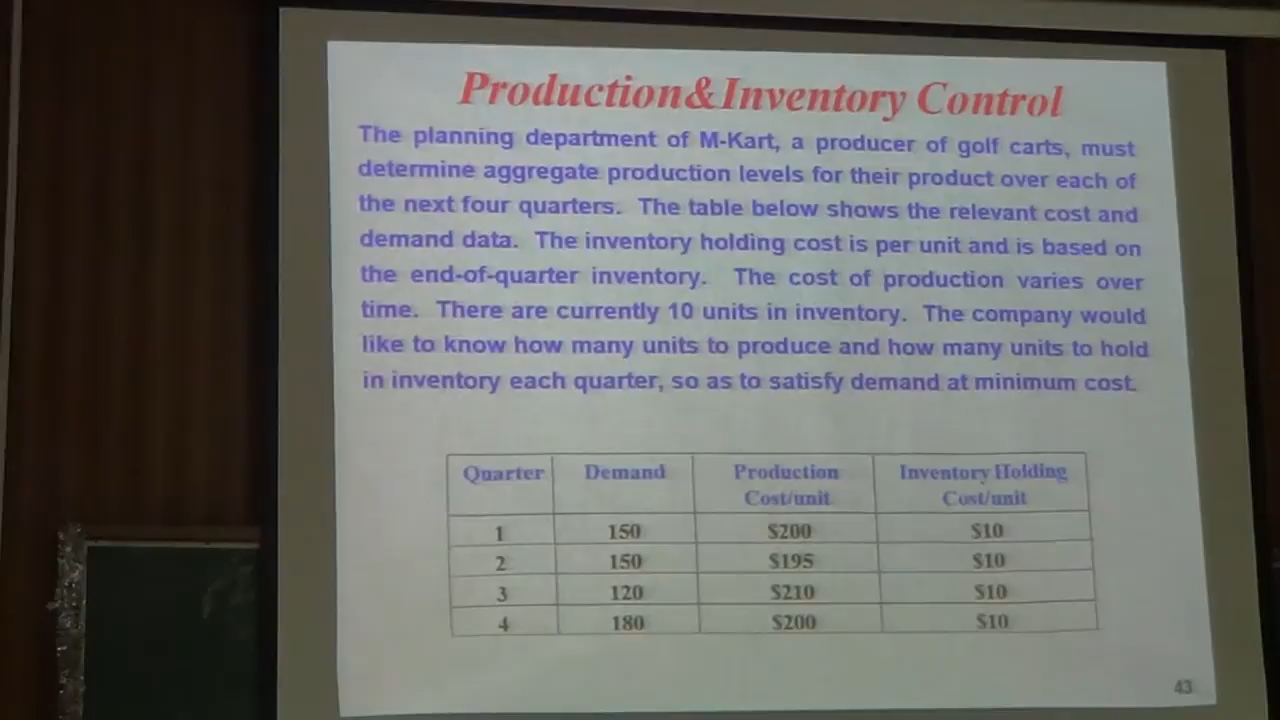 Production&Inventory Control
The planning department of M-Kart, a producer of golf carts, must
determine aggregate production levels for their product over each of
the next four quarters. The table below shows the relevant cost and
demand data. The inventory holding cost is per unit and is based on
the end-of-quarter inventory. The cost of production varies over
time. There are currently 10 units in inventory. The company would
like to know how many units to produce and how many units to hold
in inventory each quarter, so as to satisfy demand at minimum cost.
Quarter Demand Production Inventory Holding
Cost/unit Cost/unit
1 150 $200 $10
2 150 $195 $10
3 120 $210 $10
4 180 $200 $10
43